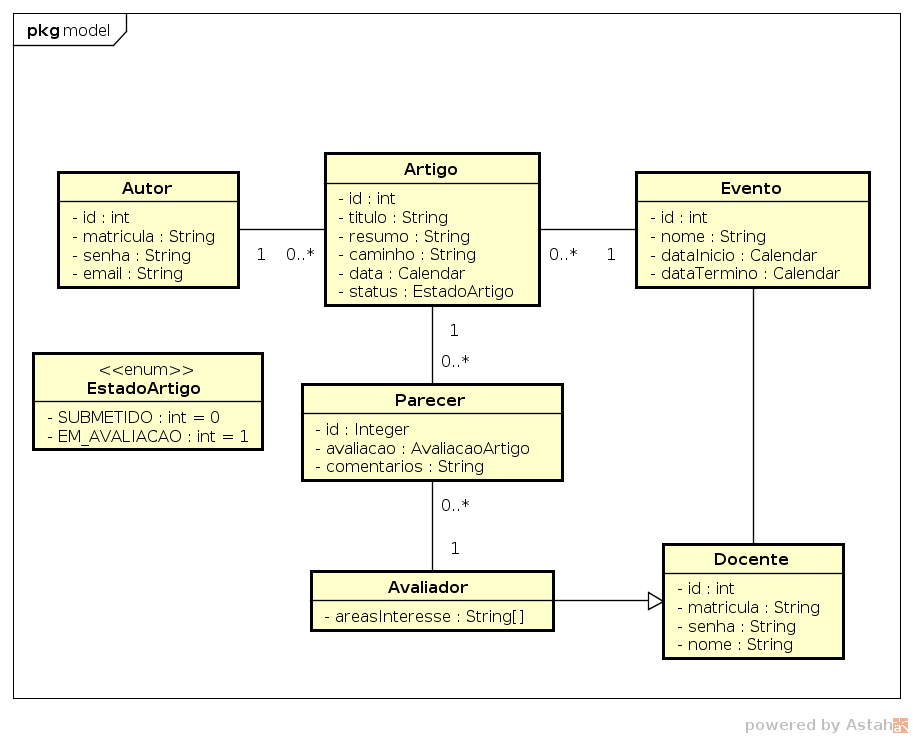 pkg model
Autor
- id : int
- matricula : String
- senha : String
- email : String
Artigo
- id : int
- titulo : String
- resumo : String
- caminho : String
- data : Calendar
- status : EstadoArtigo
Evento
- id : int
- nome : String
- dataInicio : Calendar
- dataTermino : Calendar
1
0..*
0..*
1
1
0..*
<<enum>>
EstadoArtigo
- SUBMETIDO : int = 0
- EM_AVALIACAO : int = 1
Parecer
- id : Integer
- avaliacao : AvaliacaoArtigo
- comentarios : String
0..*
1
Avaliador
- areasInteresse : String[]
Docente
- id : int
- matricula : String
- senha : String
- nome : String
powered by Astah